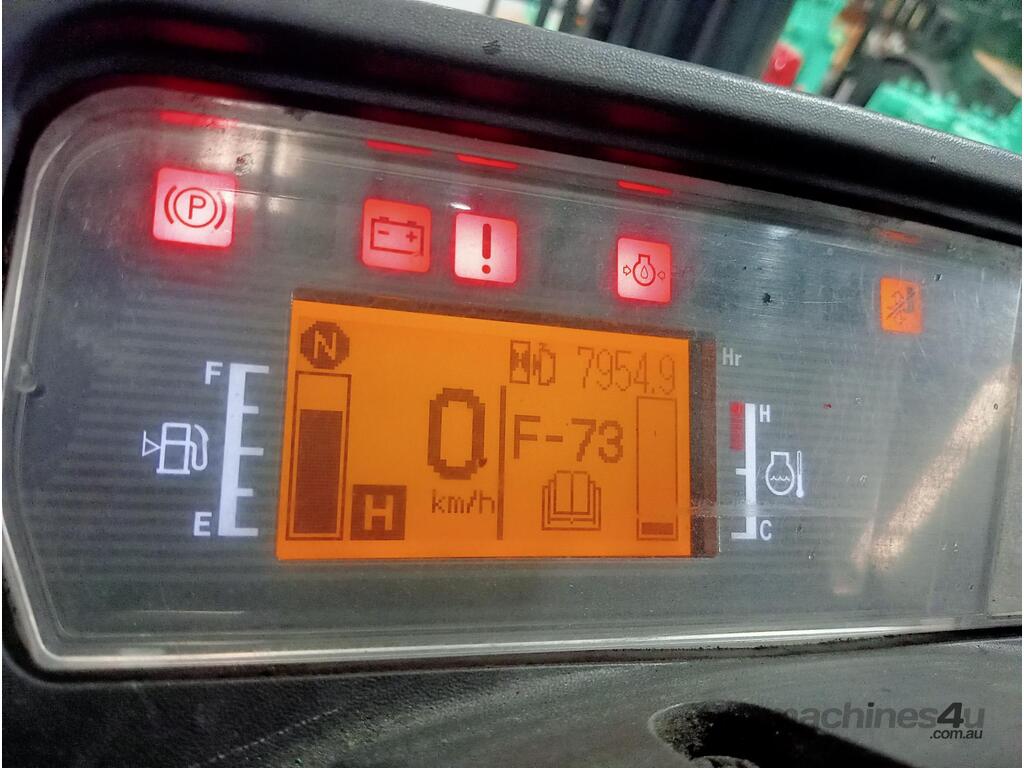 P
N
7954.9 Hr
F
0
F-73
H
km/h
H
E
C
machines4u
.com.au